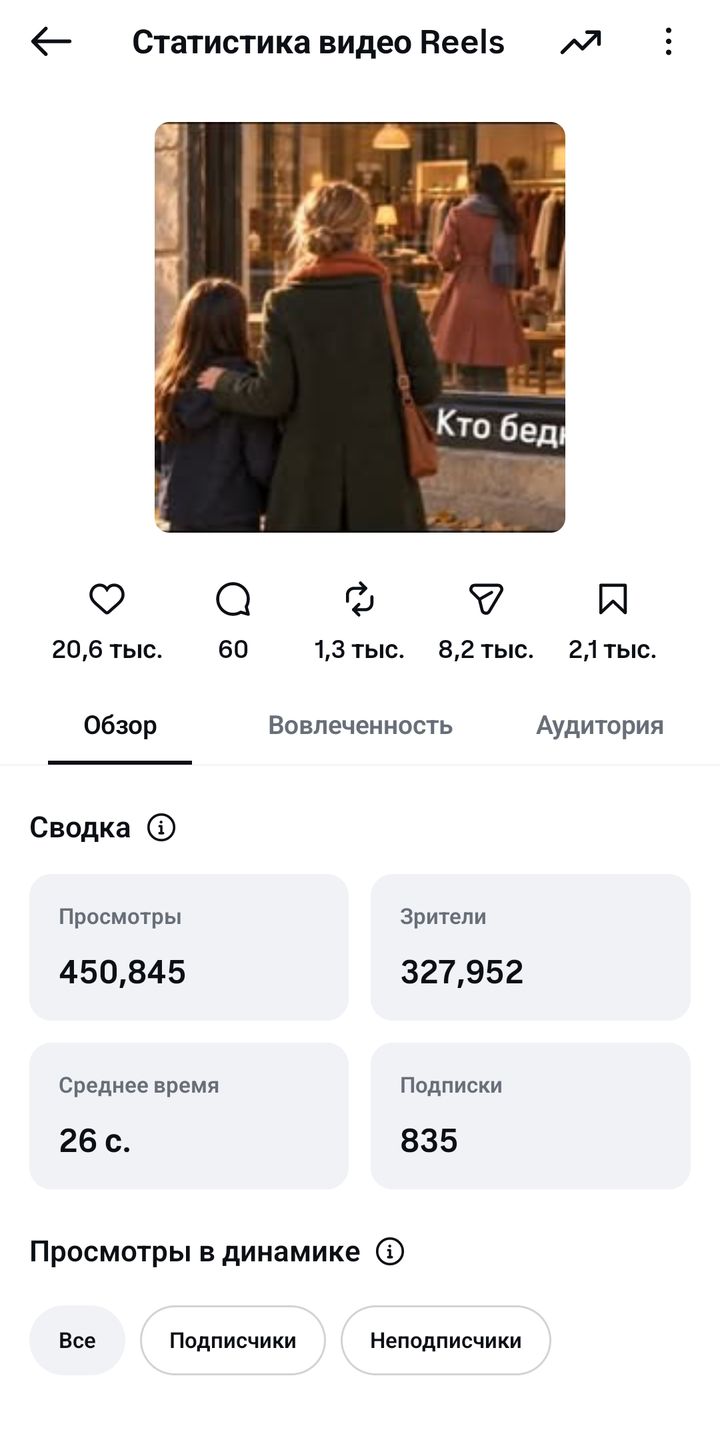 Статистика видео Reels
Кто бедн
20,6 тыс. 60 1,3 тыс. 8,2 тыс. 2,1 тыс.
Обзор Вовлеченность Аудитория
Сводка
Просмотры Зрители
450,845 327,952
Среднее время Подписки
26 с. 835
Просмотры в динамике
Все Подписчики Неподписчики